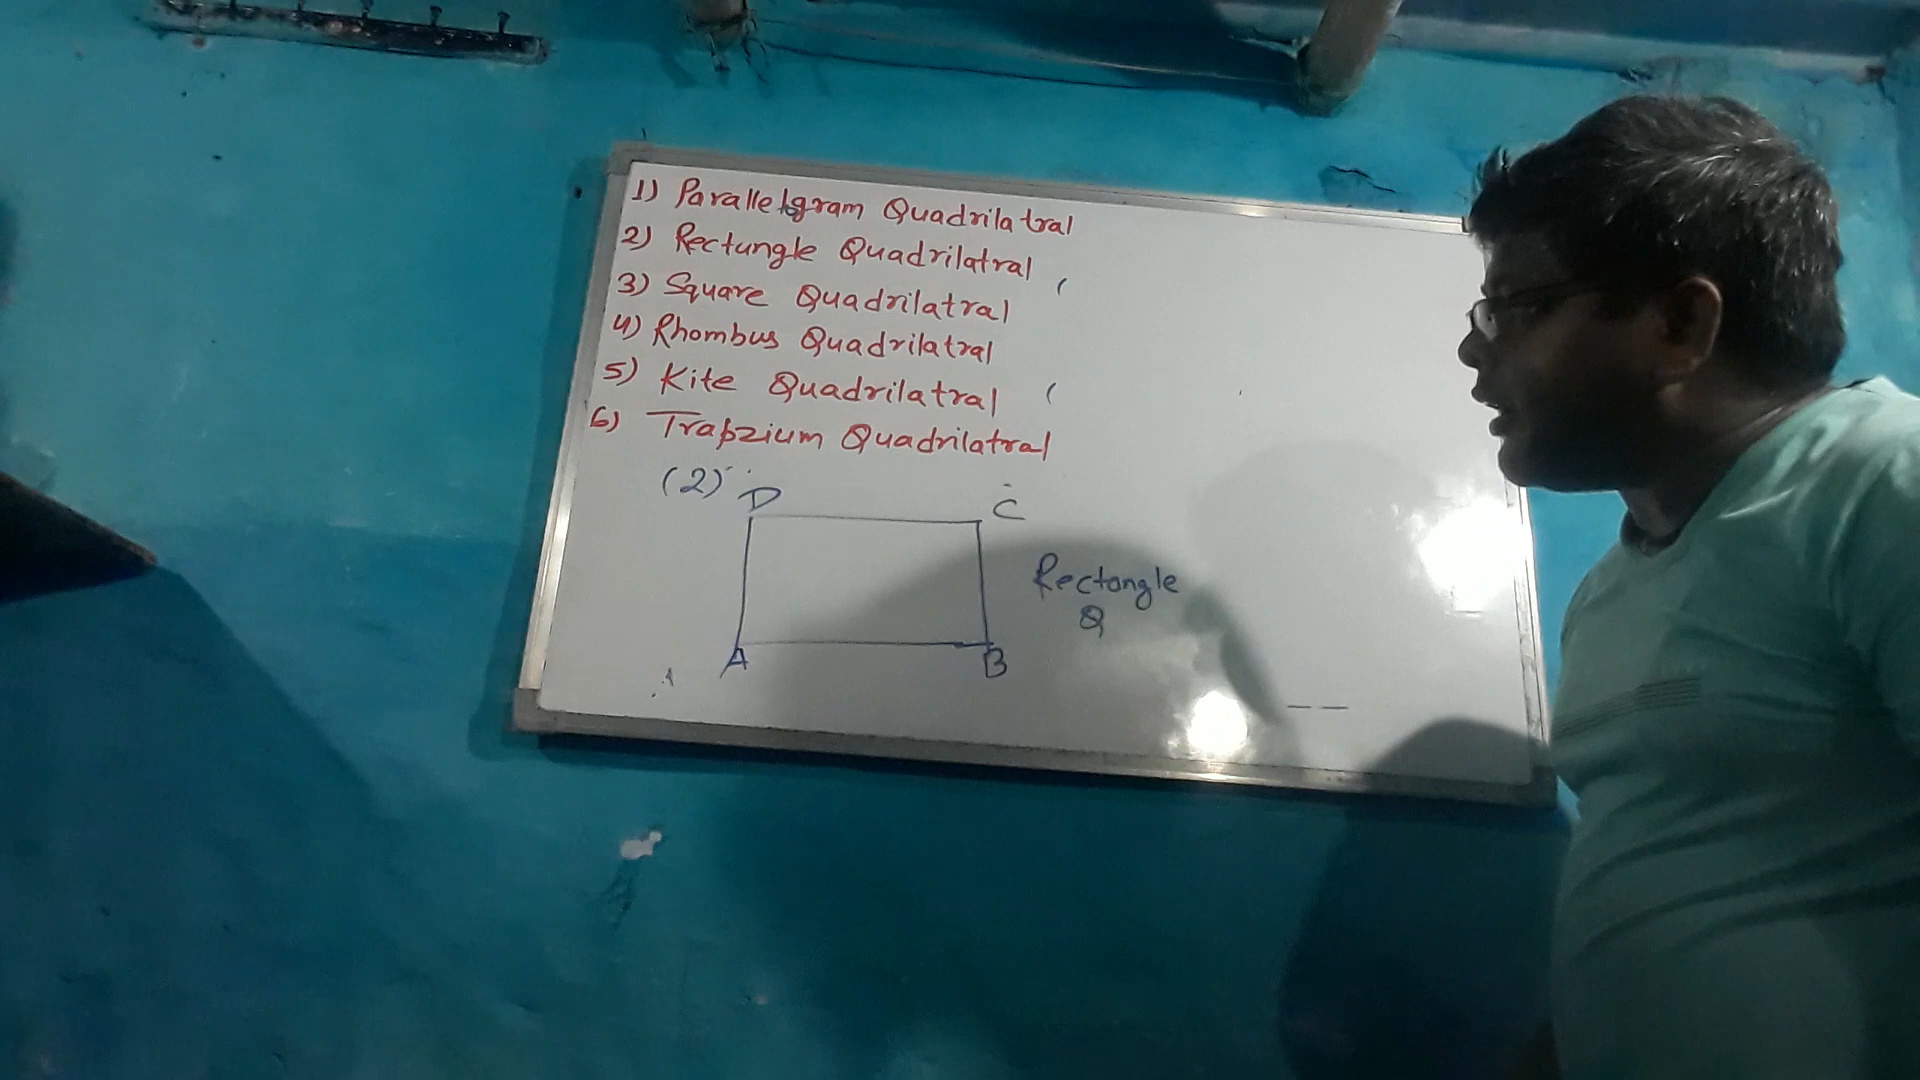 1) Parallelogram Quadrilatral
2) Rectungle Quadrilatral
3) Square Quadrilatral
4) Rhombus Quadrilatral
5) Kite Quadrilatral
6) Trapzium Quadrilatral
(2)
D C
Rectangle
Q
A B